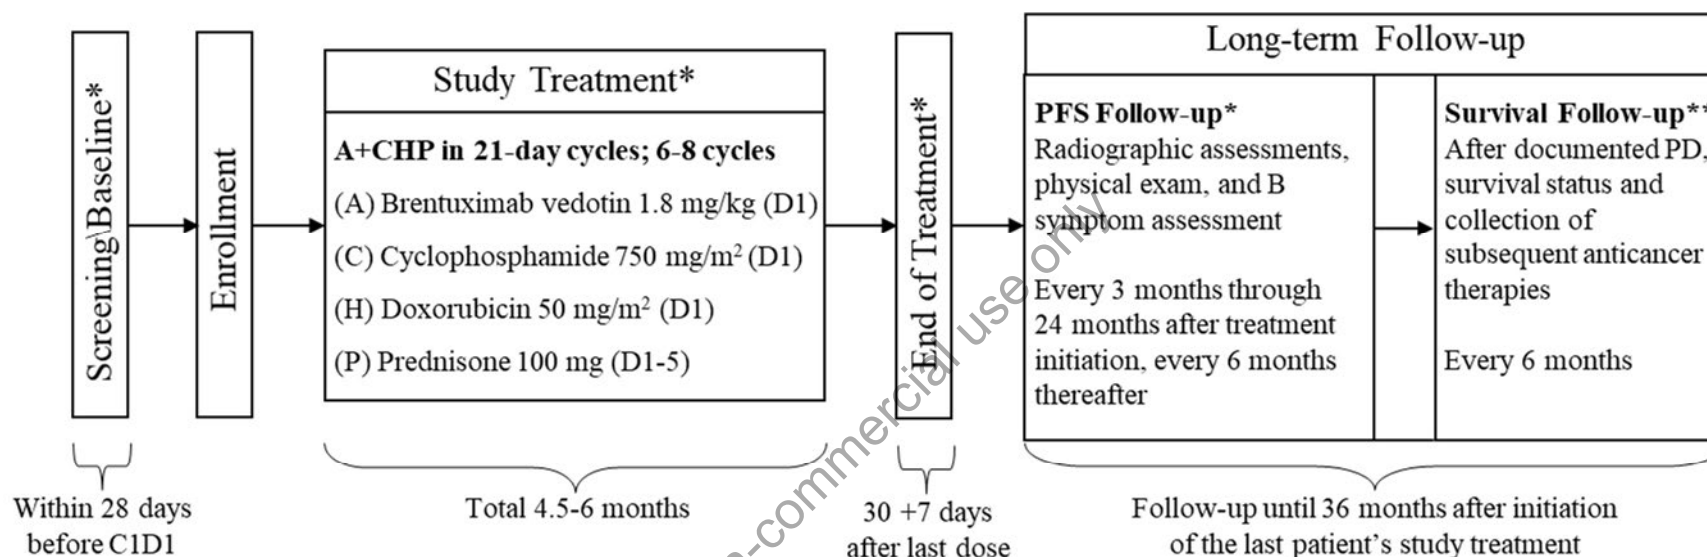 Screening\Baseline*
Enrollment
Study Treatment*
A+CHP in 21-day cycles; 6-8 cycles
(A) Brentuximab vedotin 1.8 mg/kg (D1)
(C) Cyclophosphamide 750 mg/m² (D1)
(H) Doxorubicin 50 mg/m² (D1)
(P) Prednisone 100 mg (D1-5)
End of Treatment*
Long-term Follow-up
PFS Follow-up*
Radiographic assessments,
physical exam, and B
symptom assessment
Every 3 months through
24 months after treatment
initiation, every 6 months
thereafter
Survival Follow-up**
After documented PD,
survival status and
collection of
subsequent anticancer
therapies
Every 6 months
Within 28 days
before C1D1
Total 4.5-6 months
30 +7 days
after last dose
Follow-up until 36 months after initiation
of the last patient's study treatment
-commercial use only